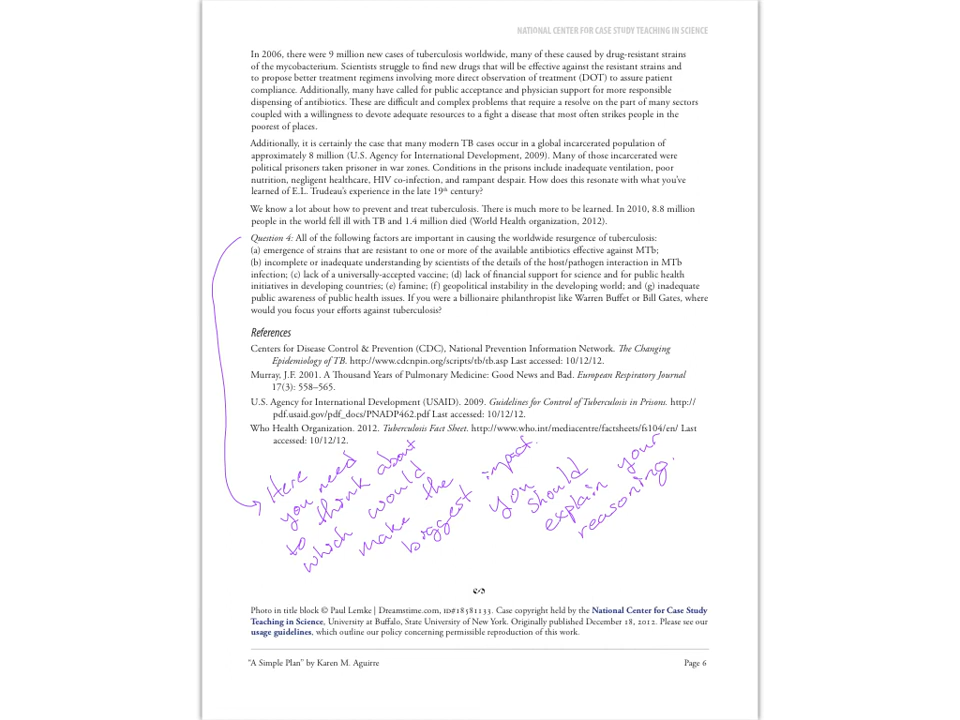 NATIONAL CENTER FOR CASE STUDY TEACHING IN SCIENCE
In 2006, there were 9 million new cases of tuberculosis worldwide, many of these caused by drug-resistant strains
of the mycobacterium. Scientists struggle to find new drugs that will be effective against the resistant strains and
to propose better treatment regimens involving more direct observation of treatment (DOT) to assure patient
compliance. Additionally, many have called for public acceptance and physician support for more responsible
dispensing of antibiotics. These are difficult and complex problems that require a resolve on the part of many sectors
coupled with a willingness to devote adequate resources to a fight a disease that most often strikes people in the
poorest of places.
Additionally, it is certainly the case that many modern TB cases occur in a global incarcerated population of
approximately 8 million (U.S. Agency for International Development, 2009). Many of those incarcerated were
political prisoners taken prisoner in war zones. Conditions in the prisons include inadequate ventilation, poor
nutrition, negligent healthcare, HIV co-infection, and rampant despair. How does this resonate with what you've
learned of E.L. Trudeau's experience in the late 19th century?
We know a lot about how to prevent and treat tuberculosis. There is much more to be learned. In 2010, 8.8 million
people in the world fell ill with TB and 1.4 million died (World Health organization, 2012).
Question 4: All of the following factors are important in causing the worldwide resurgence of tuberculosis:
(a) emergence of strains that are resistant to one or more of the available antibiotics effective against MTb;
(b) incomplete or inadequate understanding by scientists of the details of the host/pathogen interaction in MTb
infection; (c) lack of a universally-accepted vaccine; (d) lack of financial support for science and for public health
initiatives in developing countries; (e) famine; (f) geopolitical instability in the developing world; and (g) inadequate
public awareness of public health issues. If you were a billionaire philanthropist like Warren Buffet or Bill Gates, where
would you focus your efforts against tuberculosis?
References
Centers for Disease Control & Prevention (CDC), National Prevention Information Network. The Changing
Epidemiology of TB. http://www.cdcnpin.org/scripts/tb/tb.asp Last accessed: 10/12/12.
Murray, J.F. 2001. A Thousand Years of Pulmonary Medicine: Good News and Bad. European Respiratory Journal
17(3): 558–565.
U.S. Agency for International Development (USAID). 2009. Guidelines for Control of Tuberculosis in Prisons. http://
pdf.usaid.gov/pdf_docs/PNADP462.pdf Last accessed: 10/12/12.
Who Health Organization. 2012. Tuberculosis Fact Sheet. http://www.who.int/mediacentre/factsheets/fs104/en/ Last
accessed: 10/12/12.
Here
you need
to think about
which would
make the
biggest impact.
You
should
explain your
reasoning.
Photo in title block © Paul Lemke | Dreamstime.com, ID#18581133. Case copyright held by the National Center for Case Study
Teaching in Science, University at Buffalo, State University of New York. Originally published December 18, 2012. Please see our
usage guidelines, which outline our policy concerning permissible reproduction of this work.
"A Simple Plan" by Karen M. Aguirre
Page 6